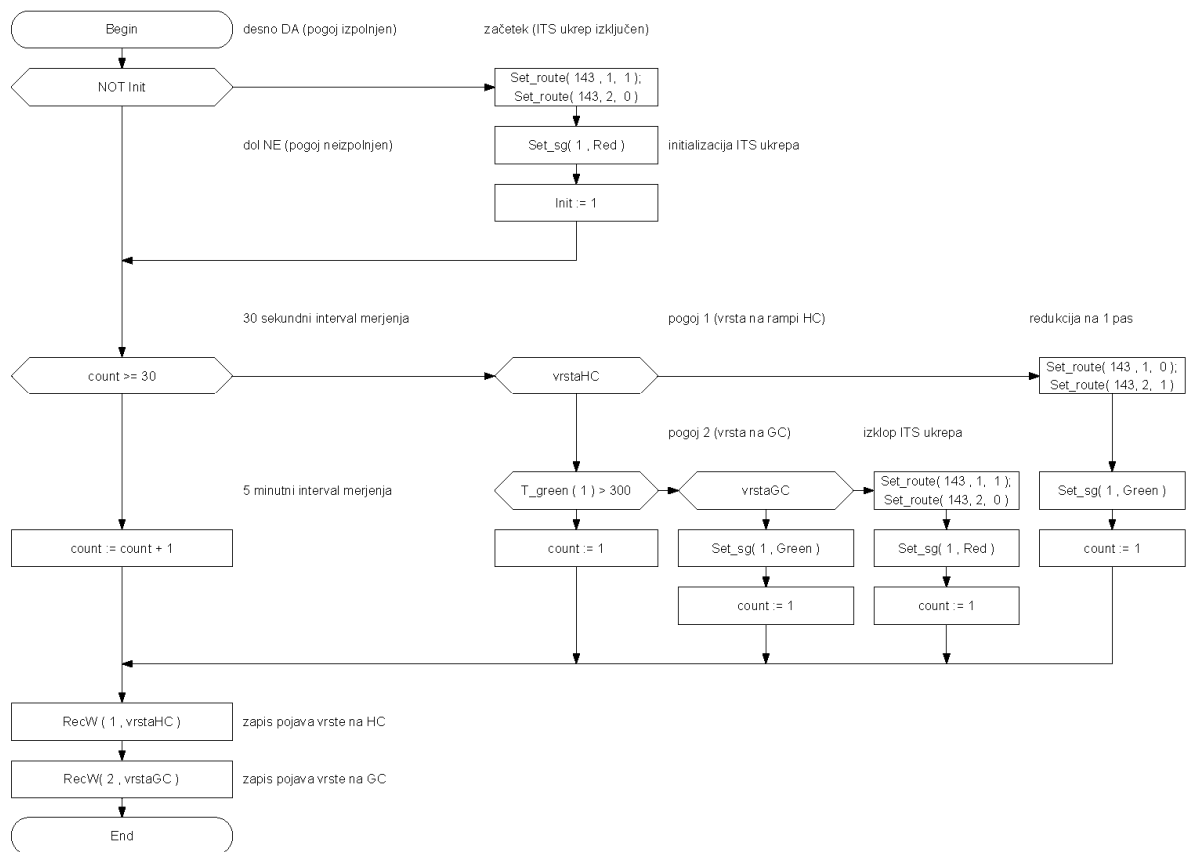 Begin
desno DA (pogoj izpolnjen)
začetek (ITS ukrep izključen)
NOT Init
Set_route( 143 , 1, 1 );
Set_route( 143, 2, 0 )
dol NE (pogoj neizpolnjen)
Set_sg( 1 , Red )
initializacija ITS ukrepa
Init := 1
30 sekundni interval merjenja
pogoj 1 (vrsta na rampi HC)
redukcija na 1 pas
count >= 30
vrstaHC
Set_route( 143 , 1, 0 );
Set_route( 143, 2, 1 )
pogoj 2 (vrsta na GC)
izklop ITS ukrepa
5 minutni interval merjenja
T_green ( 1 ) > 300
vrstaGC
Set_route( 143 , 1, 1 );
Set_route( 143, 2, 0 )
Set_sg( 1 , Green )
count := count + 1
count := 1
Set_sg( 1 , Green )
Set_sg( 1 , Red )
count := 1
count := 1
count := 1
RecW ( 1 , vrstaHC )
zapis pojava vrste na HC
RecW( 2 , vrstaGC )
zapis pojava vrste na GC
End